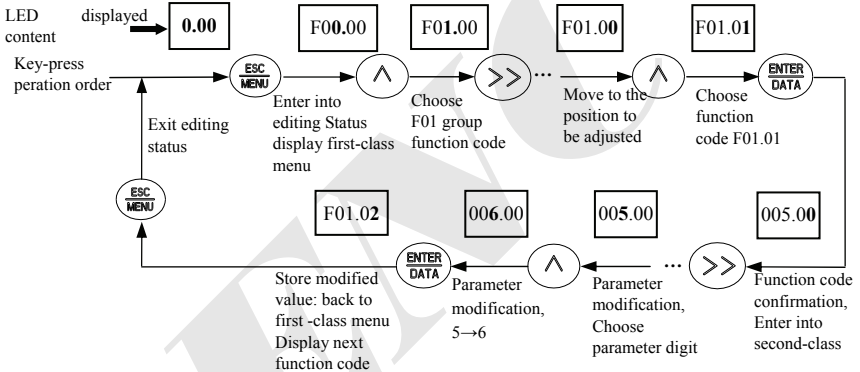 LED displayed
content
0.00
F00.00
F01.00
F01.00
F01.01
Key-press
peration order
ESC
MENU
∧
>>
...
∧
ENTER
DATA
Enter into
editing Status
display first-class
menu
Choose
F01 group
function code
Move to the
position to
be adjusted
Choose
function
code F01.01
Exit editing
status
ESC
MENU
F01.02
006.00
005.00
005.00
ENTER
DATA
∧
...
>>
Store modified
value: back to
first -class menu
Display next
function code
Parameter
modification,
5→6
Parameter
modification,
Choose
parameter digit
Function code
confirmation,
Enter into
second-class
ENC